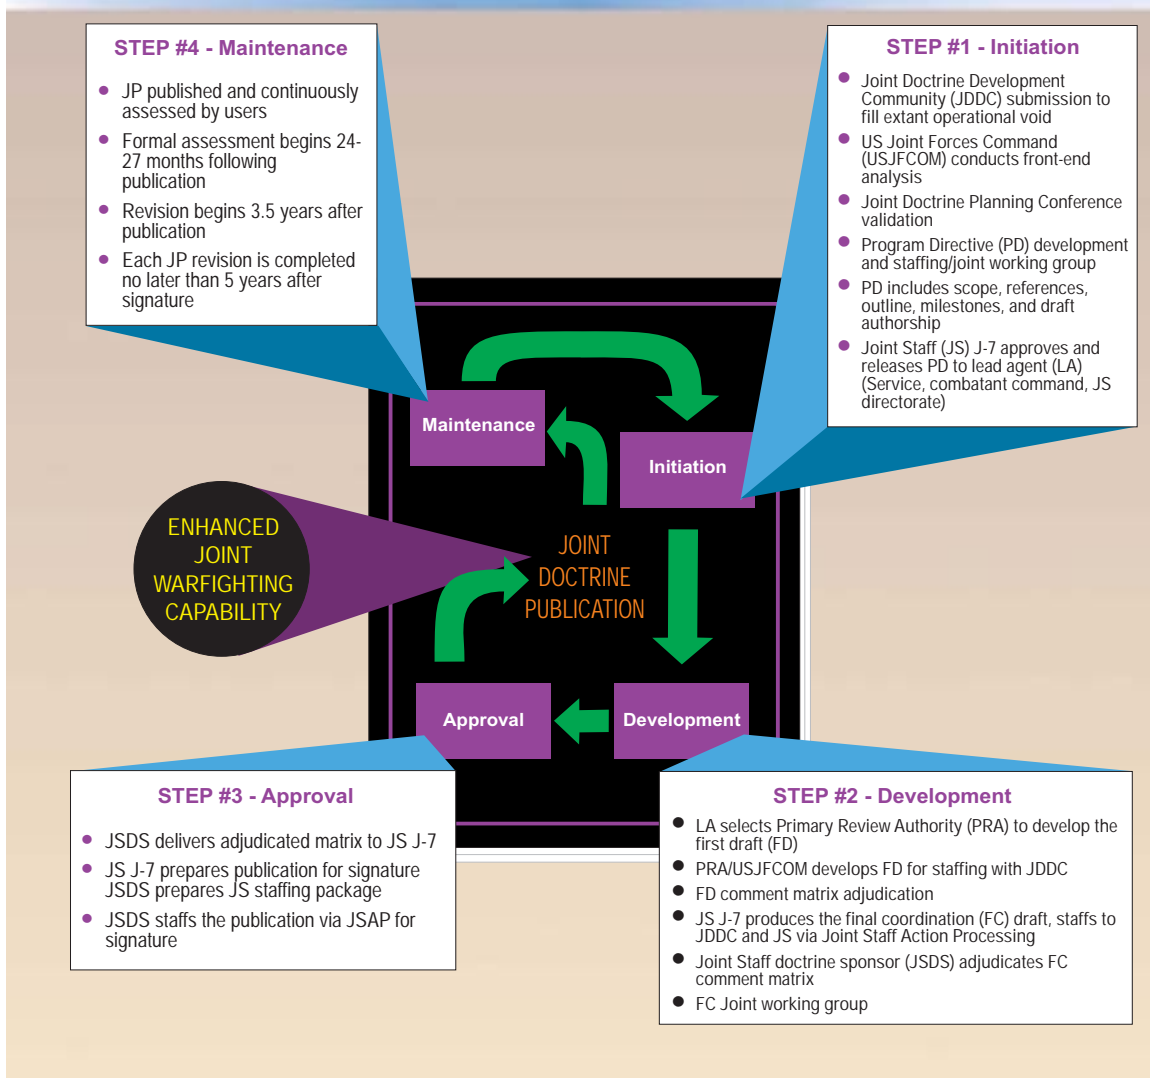 STEP #4 - Maintenance
• JP published and continuously
assessed by users
• Formal assessment begins 24-
27 months following
publication
• Revision begins 3.5 years after
publication
• Each JP revision is completed
no later than 5 years after
signature
STEP #1 - Initiation
• Joint Doctrine Development
Community (JDDC) submission to
fill extant operational void
• US Joint Forces Command
(USJFCOM) conducts front-end
analysis
• Joint Doctrine Planning Conference
validation
• Program Directive (PD) development
and staffing/joint working group
• PD includes scope, references,
outline, milestones, and draft
authorship
• Joint Staff (JS) J-7 approves and
releases PD to lead agent (LA)
(Service, combatant command, JS
directorate)
Maintenance
Initiation
ENHANCED
JOINT
WARFIGHTING
CAPABILITY
JOINT
DOCTRINE
PUBLICATION
Approval
Development
STEP #3 - Approval
• JSDS delivers adjudicated matrix to JS J-7
• JS J-7 prepares publication for signature
JSDS prepares JS staffing package
• JSDS staffs the publication via JSAP for
signature
STEP #2 - Development
• LA selects Primary Review Authority (PRA) to develop the
first draft (FD)
• PRA/USJFCOM develops FD for staffing with JDDC
• FD comment matrix adjudication
• JS J-7 produces the final coordination (FC) draft, staffs to
JDDC and JS via Joint Staff Action Processing
• Joint Staff doctrine sponsor (JSDS) adjudicates FC
comment matrix
• FC Joint working group